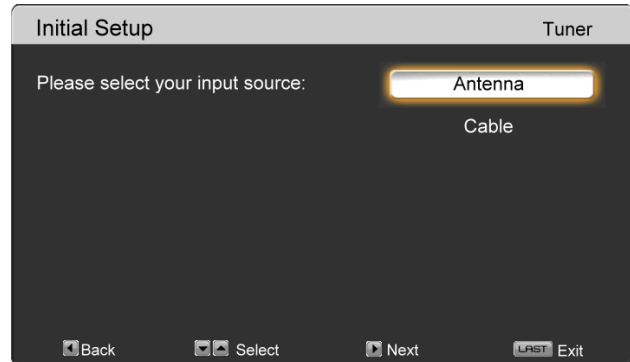 Initial Setup Tuner
Please select your input source: Antenna
Cable
Back Select Next LAST Exit